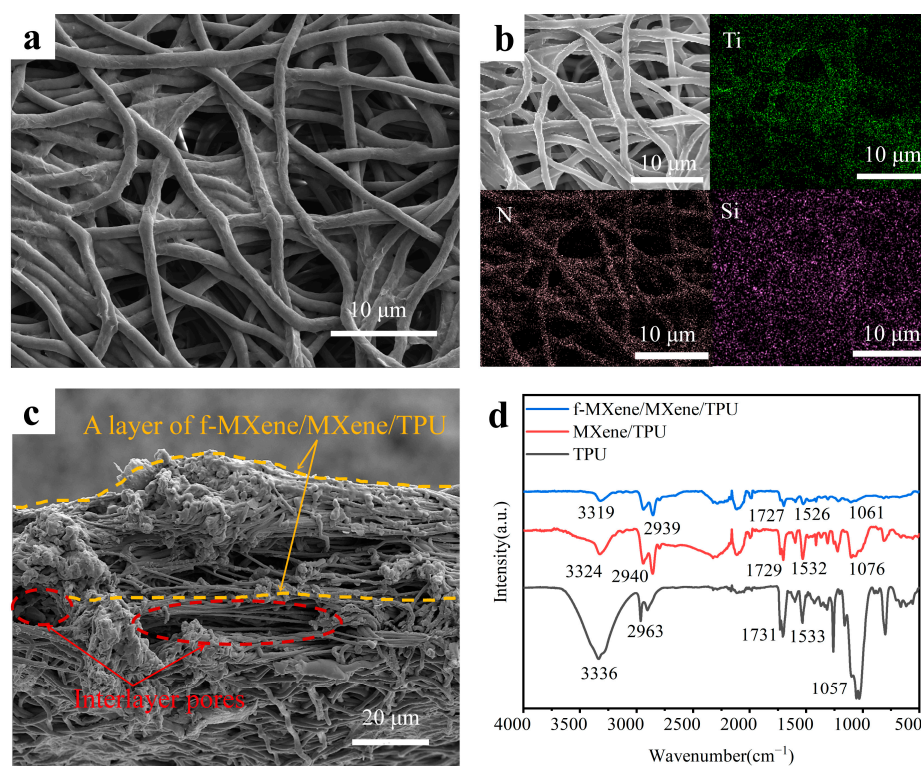 a
10 μm
b
10 μm
Ti
10 μm
N
10 μm
Si
10 μm
c
A layer of f-MXene/MXene/TPU
Interlayer pores
20 μm
d
f-MXene/MXene/TPU
MXene/TPU
TPU
3319
2939
1727
1526
1061
3324
2940
1729
1532
1076
3336
2963
1731
1533
1057
Intensity(a.u.)
4000 3500 3000 2500 2000 1500 1000 500
Wavenumber(cm⁻¹)